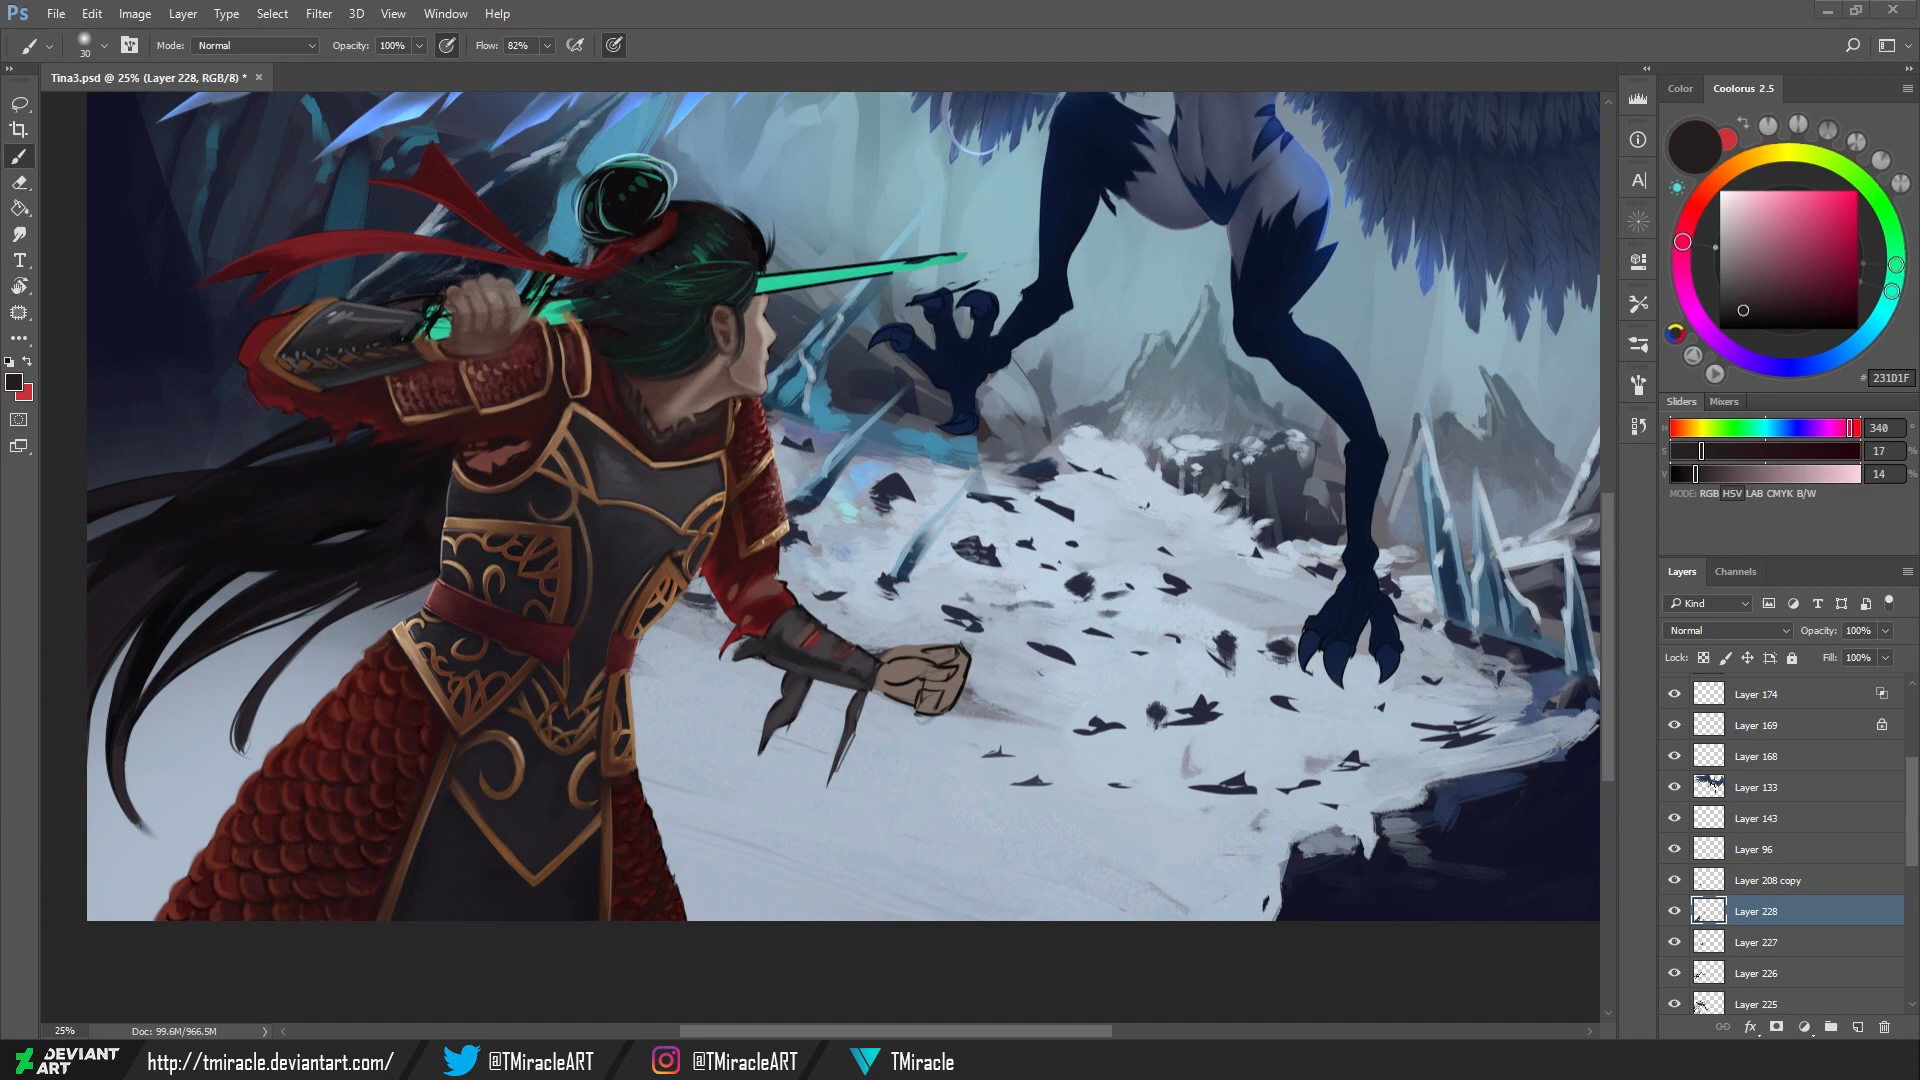 Ps File Edit Image Layer Type Select Filter 3D View Window Help
30 Mode: Normal Opacity: 100% Flow: 82%
Tina3.psd @ 25% (Layer 228, RGB/8) * ×
Color Coolorus 2.5
# 231D1F
Sliders Mixers
H 340 °
S 17 %
V 14 %
MODE: RGB HSV LAB CMYK B/W
Layers Channels
Kind
Normal Opacity: 100%
Lock: Fill: 100%
Layer 174
Layer 169
Layer 168
Layer 133
Layer 143
Layer 96
Layer 208 copy
Layer 228
Layer 227
Layer 226
Layer 225
25% Doc: 99.6M/966.5M
DEVIANT ART http://tmiracle.deviantart.com/ @TMiracleART @TMiracleART TMiracle